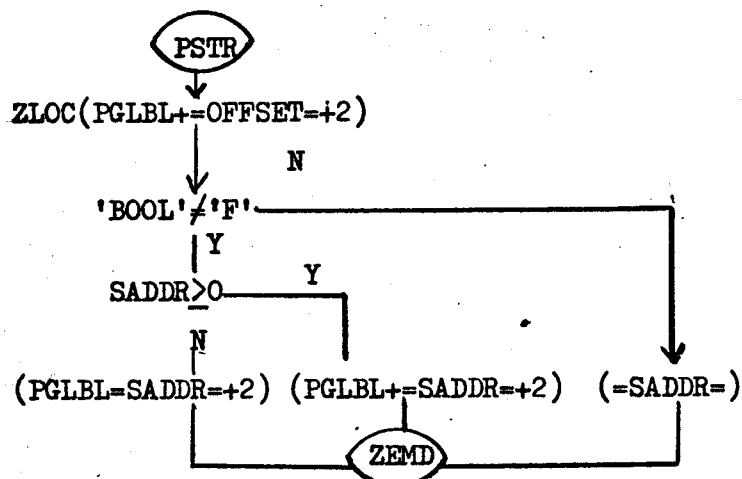 PSTR
ZLOC(PGLBL+=OFFSET=+2)
N
'BOOL'≠'F'
Y
SADDR≥0
Y
N
(PGLBL=SADDR=+2) (PGLBL+=SADDR=+2) (=SADDR=)
ZEMD